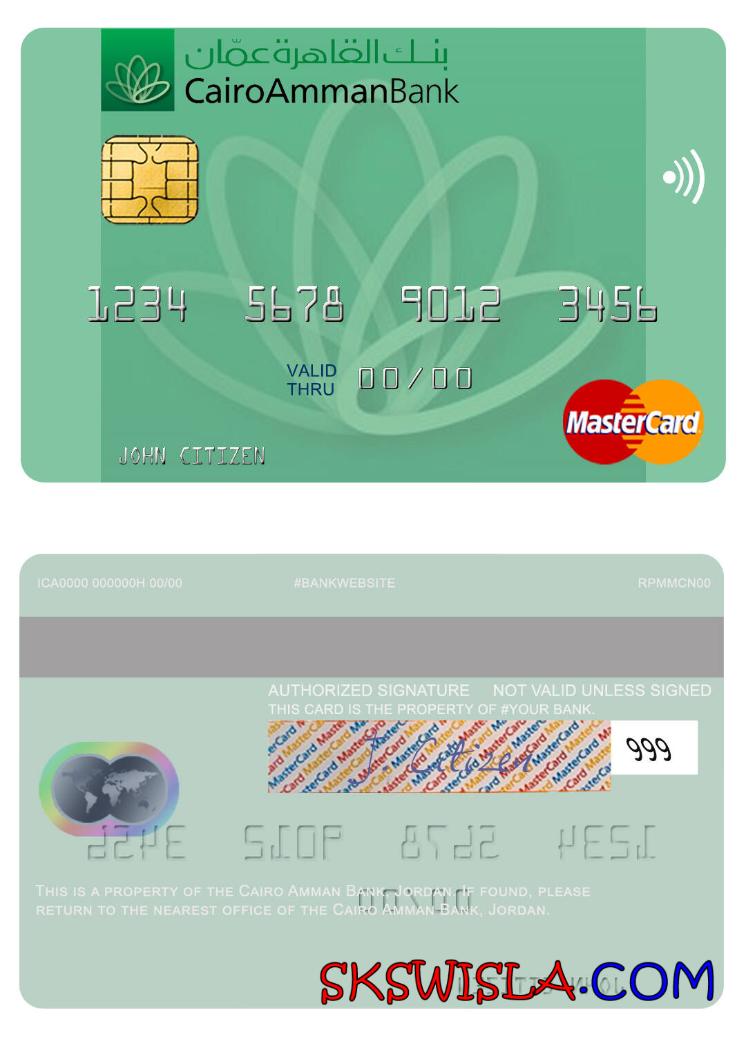 بنك القاهرة عمّان
CairoAmmanBank
1234 5678 9012 3456
VALID THRU 00/00
MasterCard
JOHN CITIZEN
ICA0000 000000H 00/00 #BANKWEBSITE RPMMCN00
AUTHORIZED SIGNATURE NOT VALID UNLESS SIGNED
THIS CARD IS THE PROPERTY OF #YOUR BANK.
J Citizen 999
THIS IS A PROPERTY OF THE CAIRO AMMAN BANK, JORDAN. IF FOUND, PLEASE
RETURN TO THE NEAREST OFFICE OF THE CAIRO AMMAN BANK, JORDAN.
SKSWISLA.COM